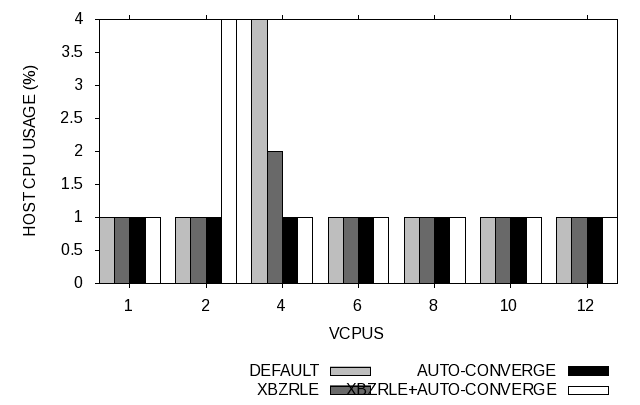 4
3.5
3
2.5
2
1.5
1
0.5
0
HOST CPU USAGE (%)
1 2 4 6 8 10 12
VCPUS
DEFAULT AUTO-CONVERGE
XBZRLE XBZRLE+AUTO-CONVERGE